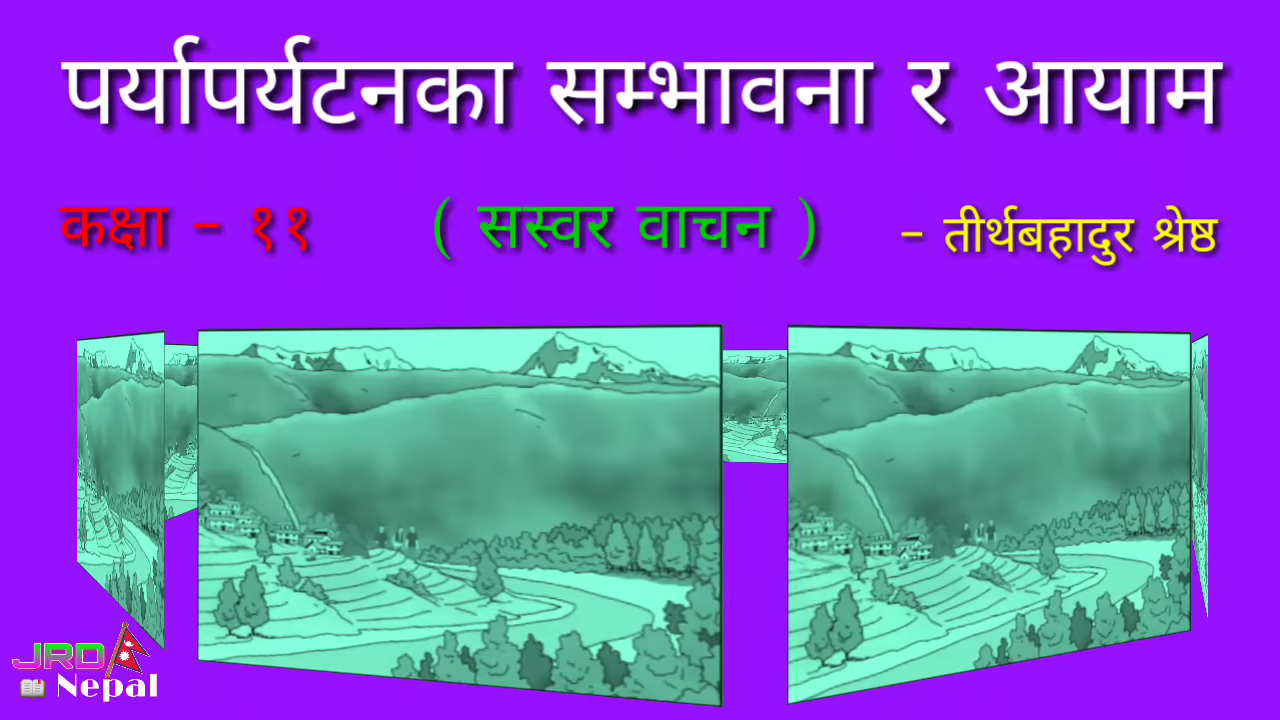 पर्यापर्यटनका सम्भावना र आयाम
कक्षा - ११ ( सस्वर वाचन ) - तीर्थबहादुर श्रेष्ठ
JRD
Nepal